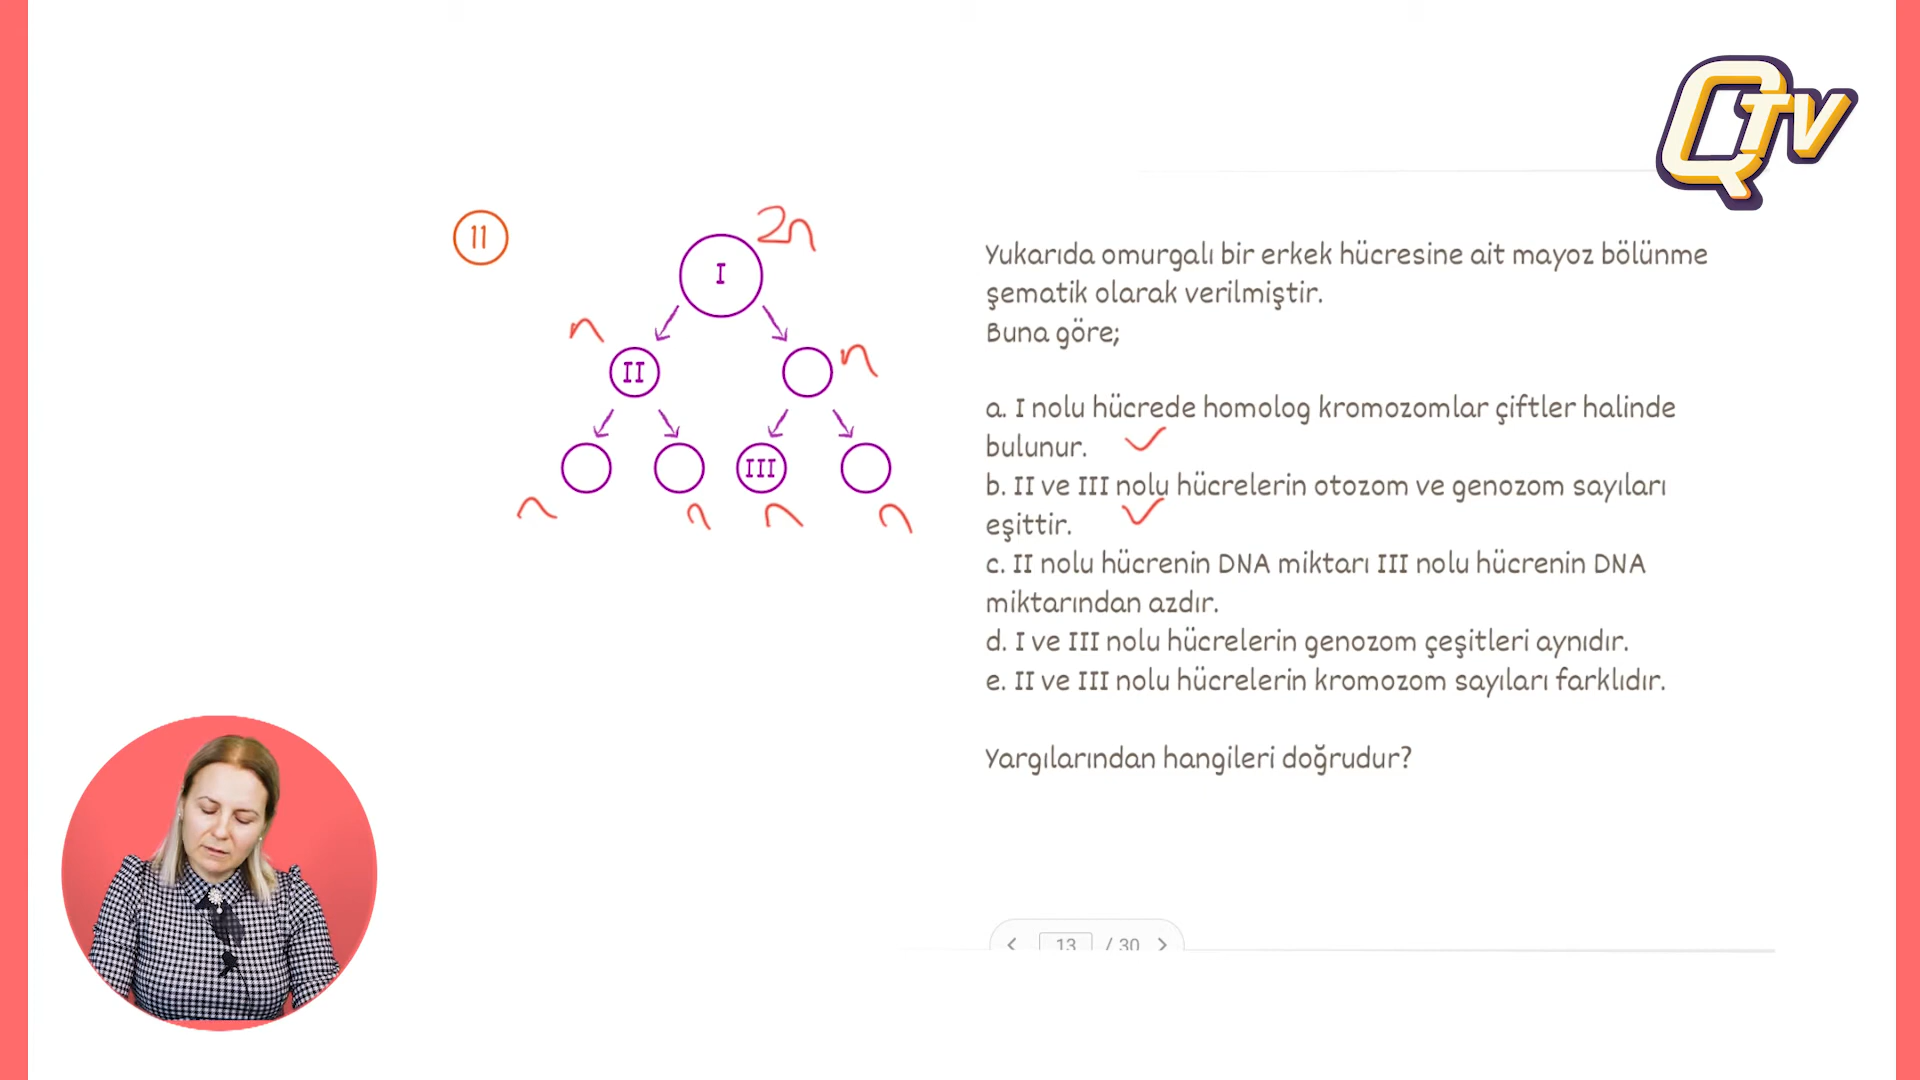 QTV
11
2n
I
n
II
n
III
n
n
n
n
Yukarıda omurgalı bir erkek hücresine ait mayoz bölünme
şematik olarak verilmiştir.
Buna göre;
a. I nolu hücrede homolog kromozomlar çiftler halinde
bulunur.
b. II ve III nolu hücrelerin otozom ve genozom sayıları
eşittir.
c. II nolu hücrenin DNA miktarı III nolu hücrenin DNA
miktarından azdır.
d. I ve III nolu hücrelerin genozom çeşitleri aynıdır.
e. II ve III nolu hücrelerin kromozom sayıları farklıdır.
Yargılarından hangileri doğrudur?
13 / 30